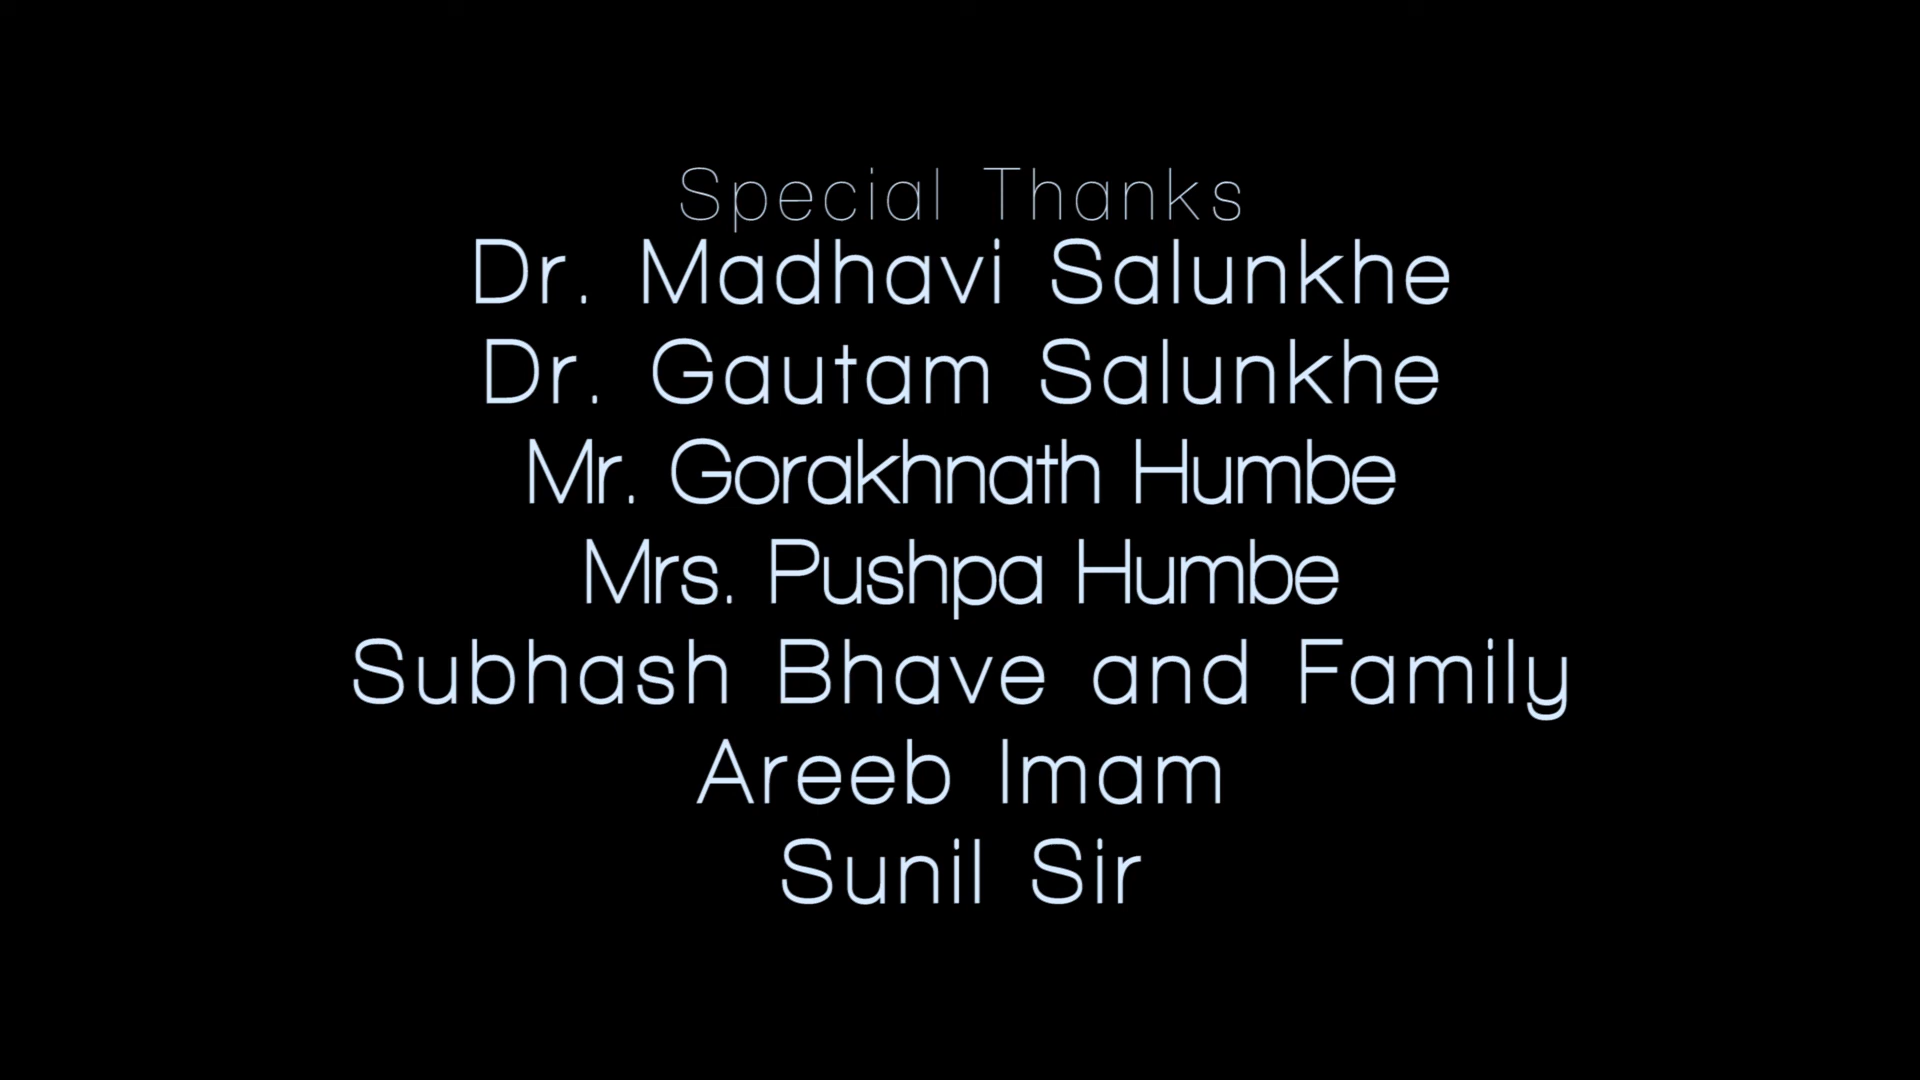 Special Thanks
Dr. Madhavi Salunkhe
Dr. Gautam Salunkhe
Mr. Gorakhnath Humbe
Mrs. Pushpa Humbe
Subhash Bhave and Family
Areeb Imam
Sunil Sir